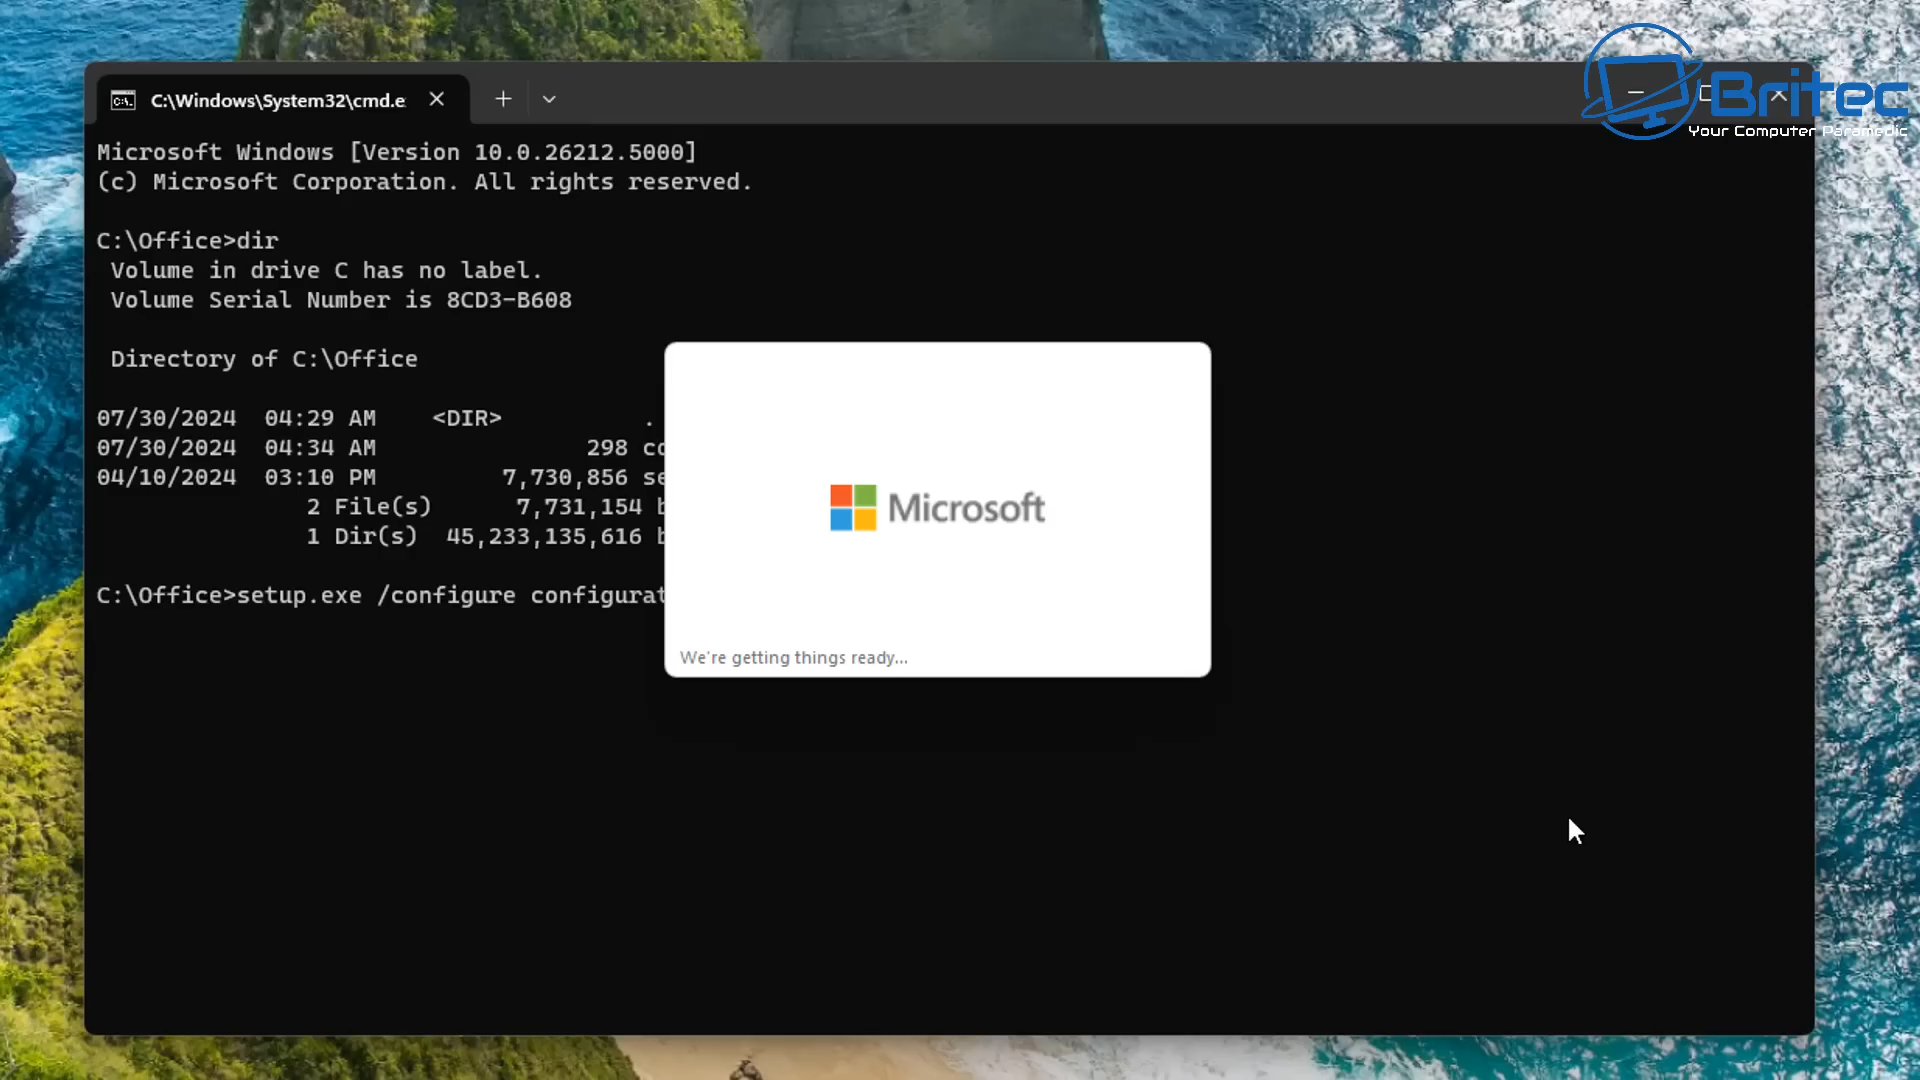 C:\Windows\System32\cmd.e
Britec
Your Computer Paramedic
Microsoft Windows [Version 10.0.26212.5000]
(c) Microsoft Corporation. All rights reserved.
C:\Office>dir
Volume in drive C has no label.
Volume Serial Number is 8CD3-B608
Directory of C:\Office
07/30/2024 04:29 AM <DIR> .
07/30/2024 04:34 AM 298 co
04/10/2024 03:10 PM 7,730,856 se
2 File(s) 7,731,154 b
1 Dir(s) 45,233,135,616 b
C:\Office>setup.exe /configure configurat
Microsoft
We're getting things ready...